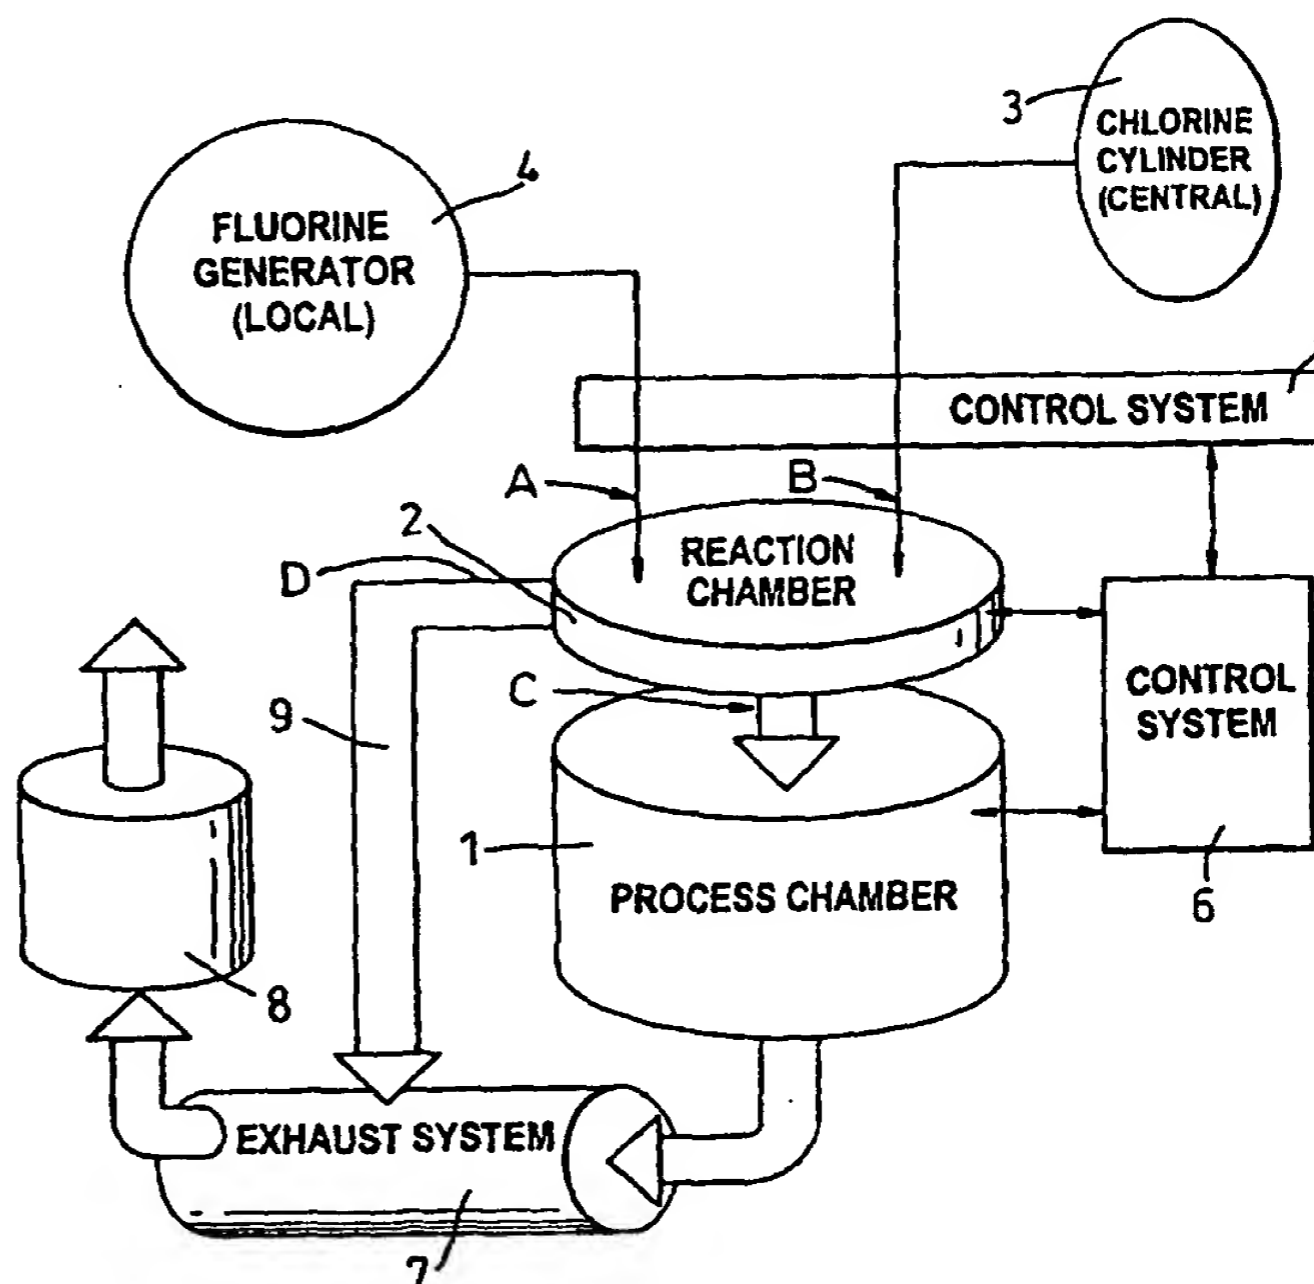 3
CHLORINE
CYLINDER
(CENTRAL)
4
FLUORINE
GENERATOR
(LOCAL)
CONTROL SYSTEM
A
B
2
REACTION
CHAMBER
D
C
CONTROL
SYSTEM
9
1
PROCESS CHAMBER
6
8
EXHAUST SYSTEM
7